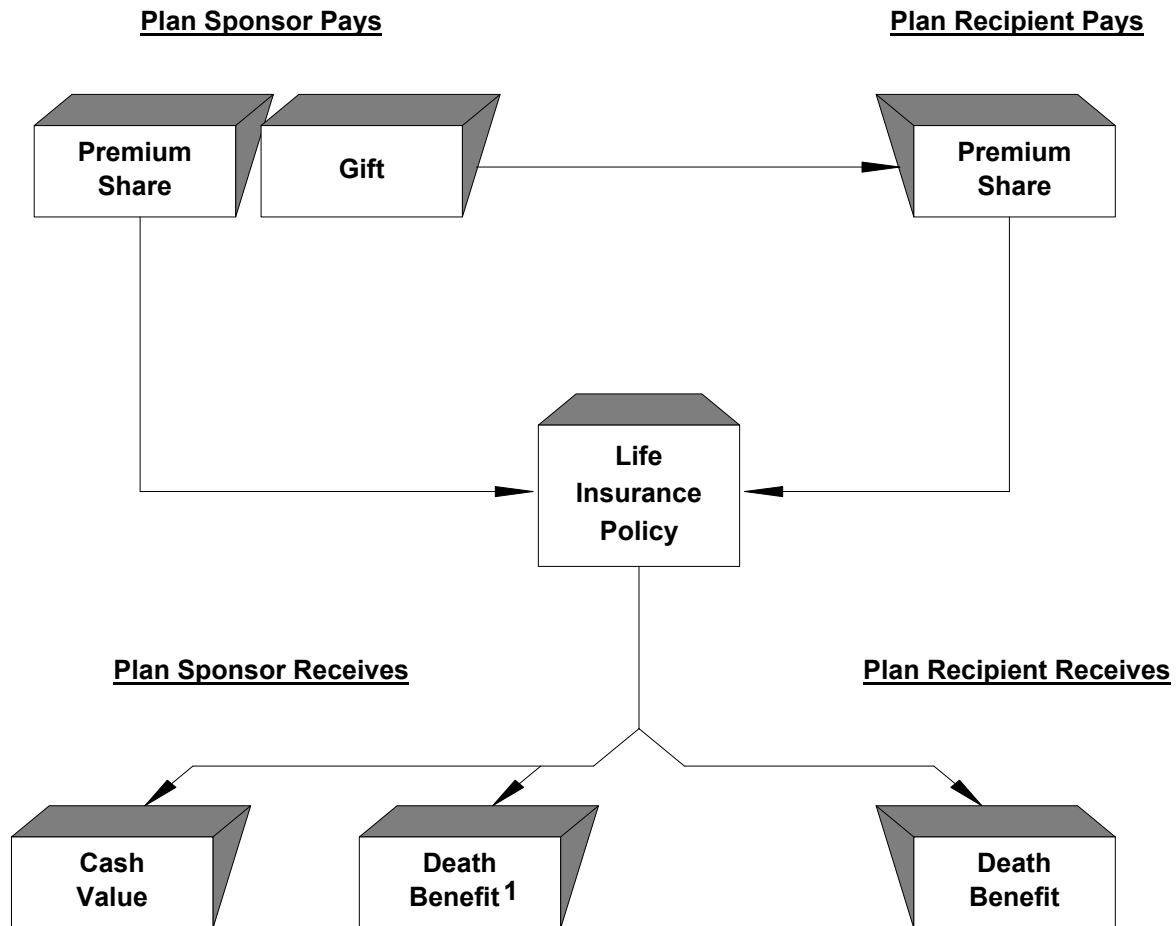 Plan Sponsor Pays
Plan Recipient Pays
Premium
Share
Gift
Premium
Share
Life
Insurance
Policy
Plan Sponsor Receives
Plan Recipient Receives
Cash
Value
Death
Benefit 1
Death
Benefit